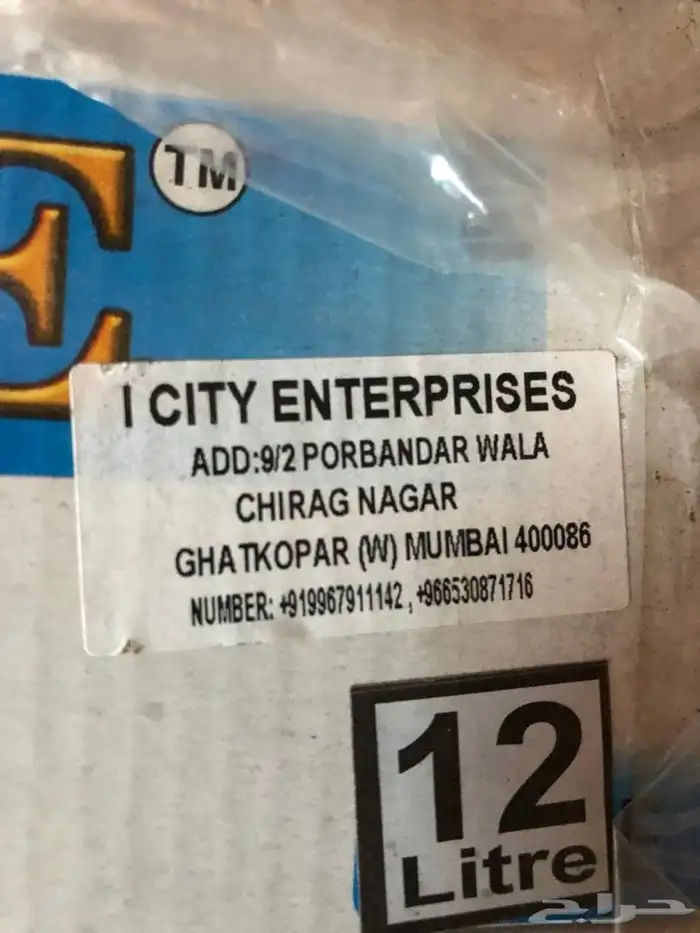 E
TM
I CITY ENTERPRISES
ADD:9/2 PORBANDAR WALA
CHIRAG NAGAR
GHATKOPAR (W) MUMBAI 400086
NUMBER: +919967911142 , +966530871716
12
Litre
حراج